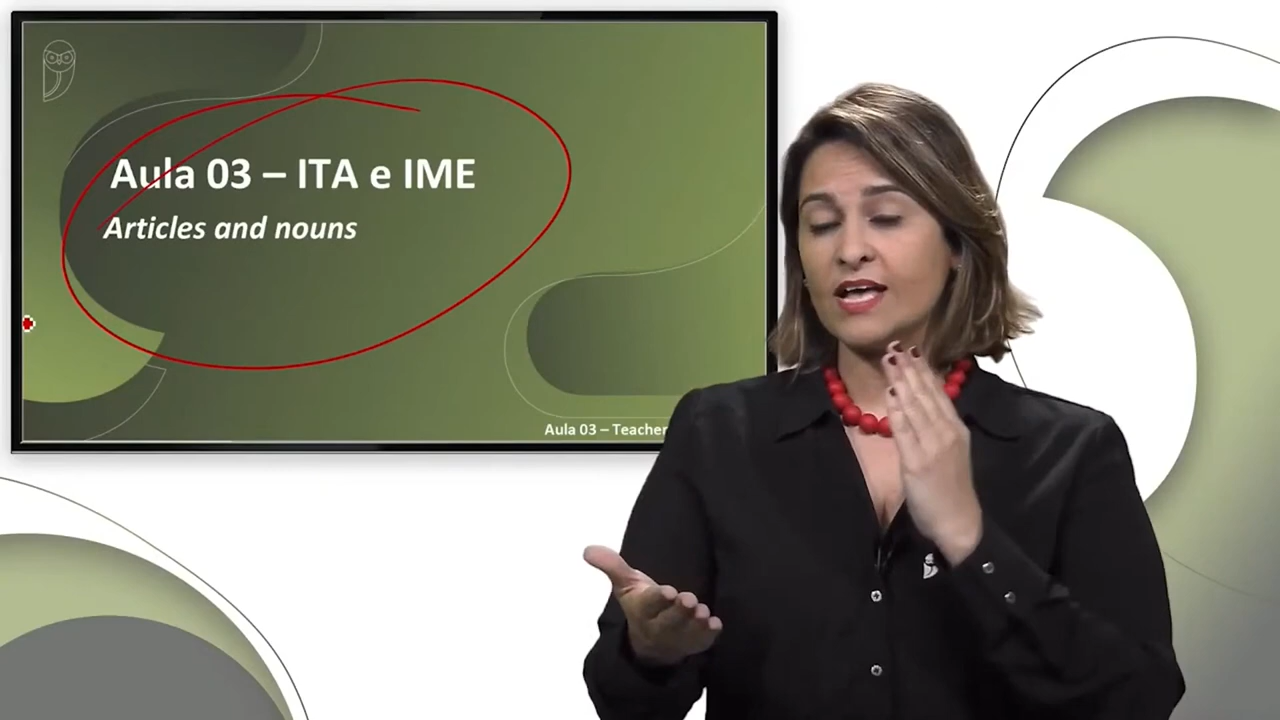 Aula 03 – ITA e IME
Articles and nouns
Aula 03 – Teacher